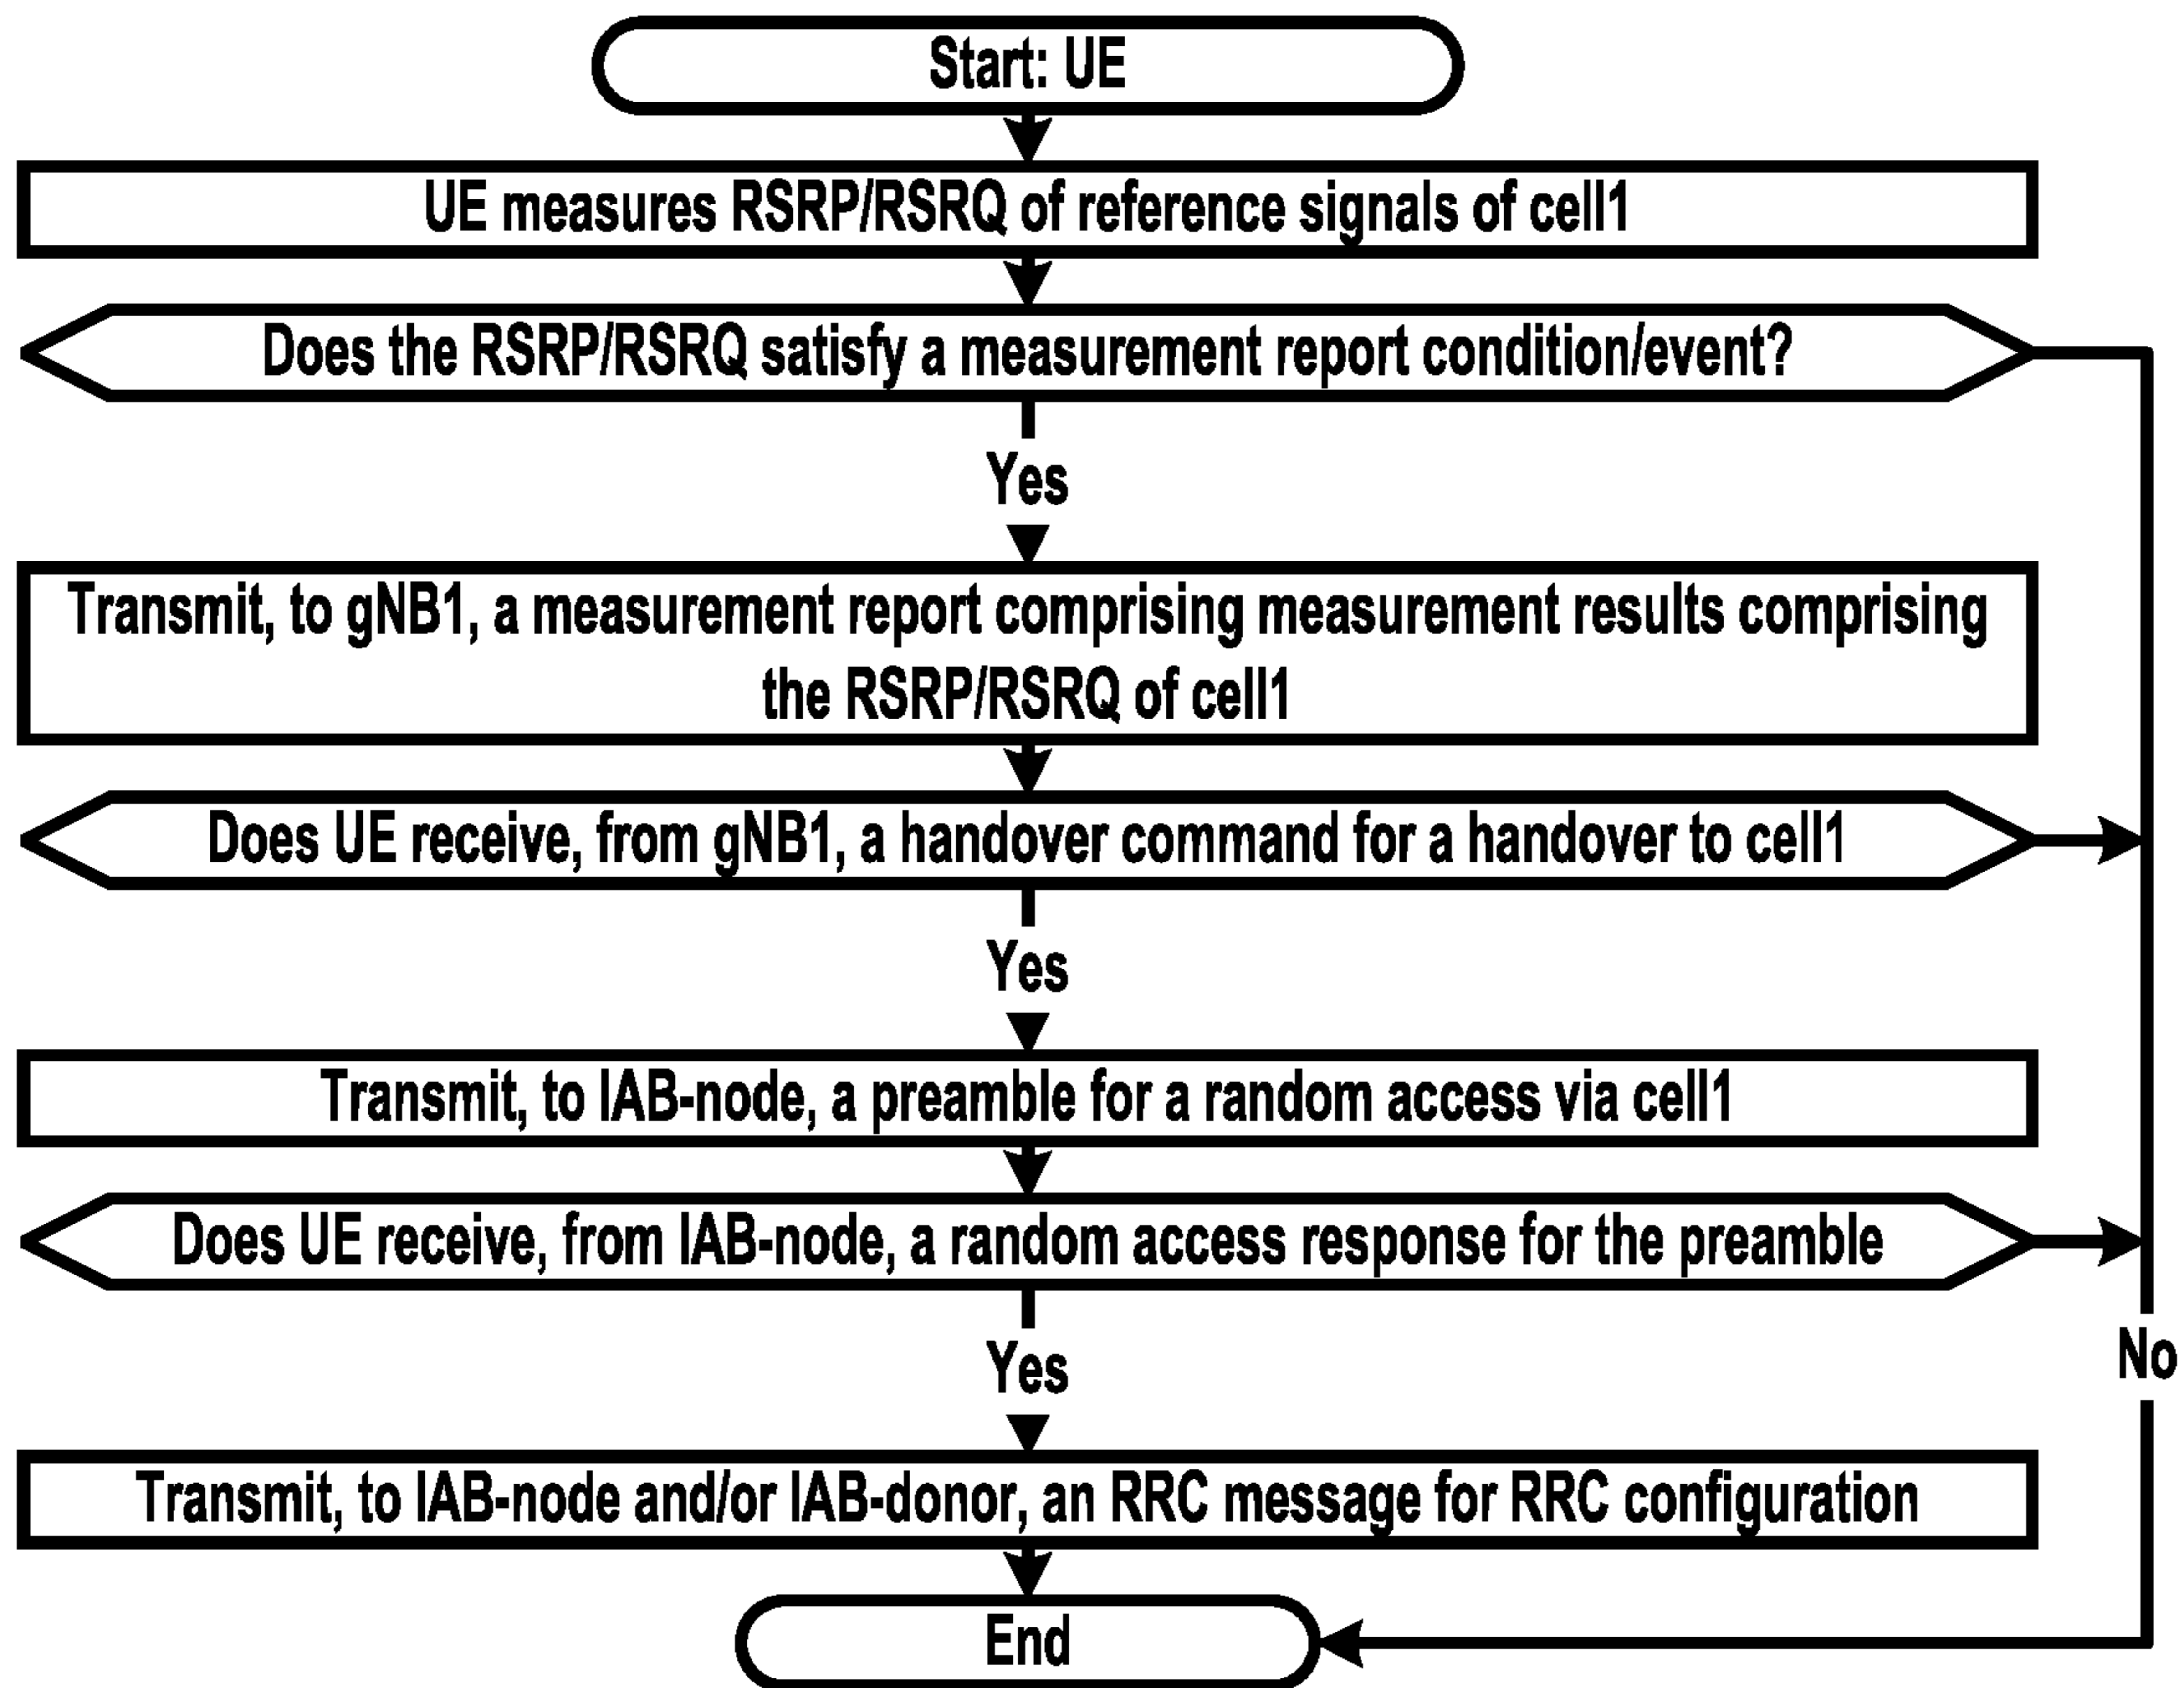 Start: UE
UE measures RSRP/RSRQ of reference signals of cell1
Does the RSRP/RSRQ satisfy a measurement report condition/event?
Yes
Transmit, to gNB1, a measurement report comprising measurement results comprising
the RSRP/RSRQ of cell1
Does UE receive, from gNB1, a handover command for a handover to cell1
Yes
Transmit, to IAB-node, a preamble for a random access via cell1
Does UE receive, from IAB-node, a random access response for the preamble
Yes
No
Transmit, to IAB-node and/or IAB-donor, an RRC message for RRC configuration
End